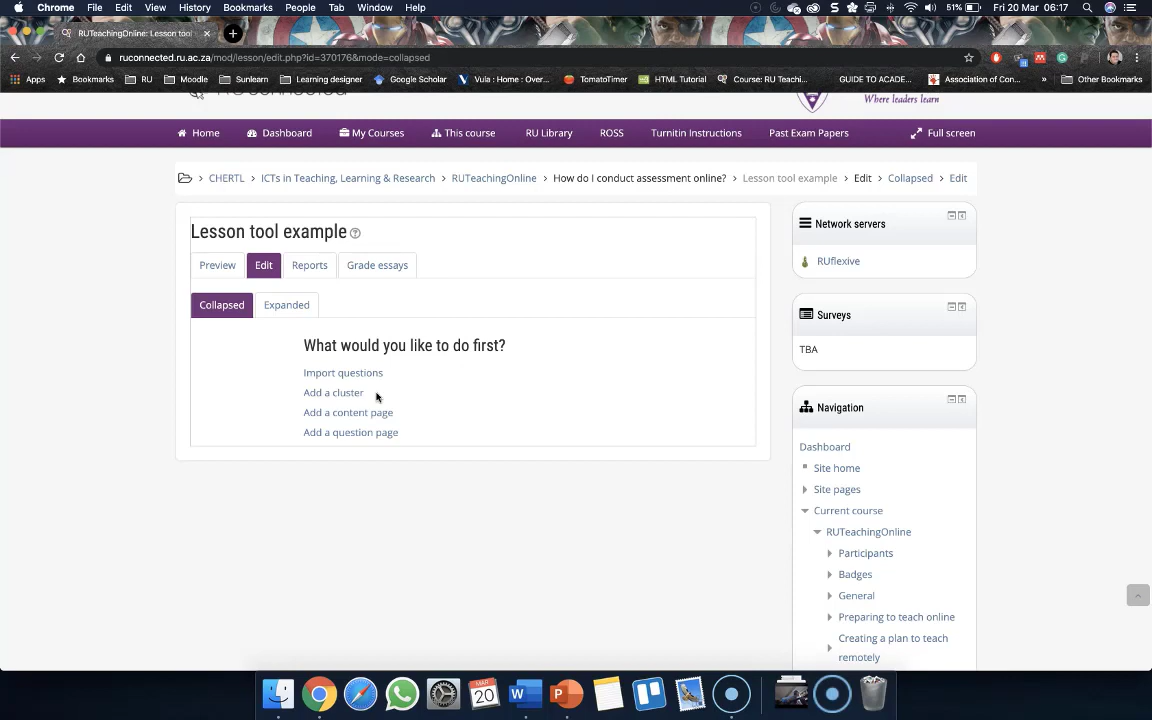 Chrome File Edit View History Bookmarks People Tab Window Help 51% Fri 20 Mar 06:17
RUTeachingOnline: Lesson tool
ruconnected.ru.ac.za/mod/lesson/edit.php?id=370176&mode=collapsed
Apps Bookmarks RU Moodle Sunlearn Learning designer Google Scholar Vula : Home : Over... TomatoTimer HTML Tutorial Course: RU Teachi... GUIDE TO ACADE... Association of Con... » Other Bookmarks
Where leaders learn
Home Dashboard My Courses This course RU Library ROSS Turnitin Instructions Past Exam Papers Full screen
CHERTL > ICTs in Teaching, Learning & Research > RUTeachingOnline > How do I conduct assessment online? > Lesson tool example > Edit > Collapsed > Edit
Lesson tool example
Preview Edit Reports Grade essays
Collapsed Expanded
What would you like to do first?
Import questions
Add a cluster
Add a content page
Add a question page
Network servers
RUflexive
Surveys
TBA
Navigation
Dashboard
Site home
Site pages
Current course
RUTeachingOnline
Participants
Badges
General
Preparing to teach online
Creating a plan to teach
remotely
MAR
20